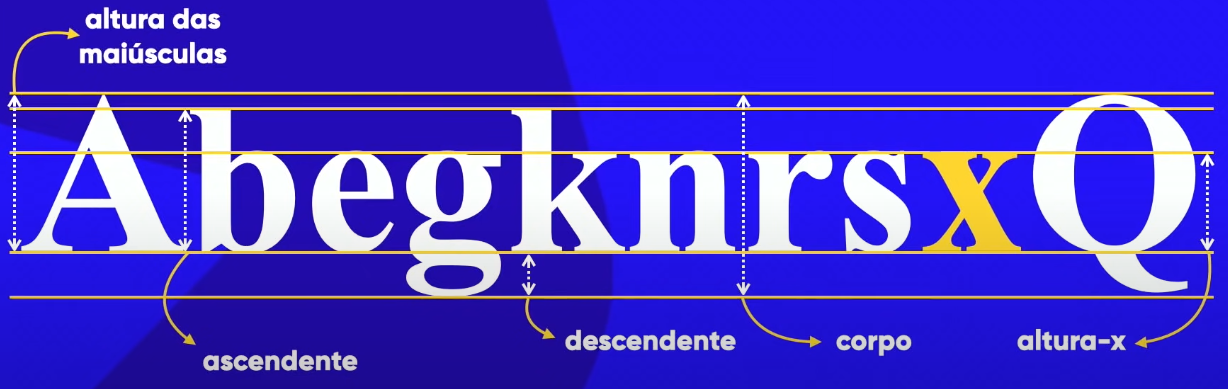 altura das
maiúsculas
AbegknrsxQ
ascendente
descendente
corpo
altura-x